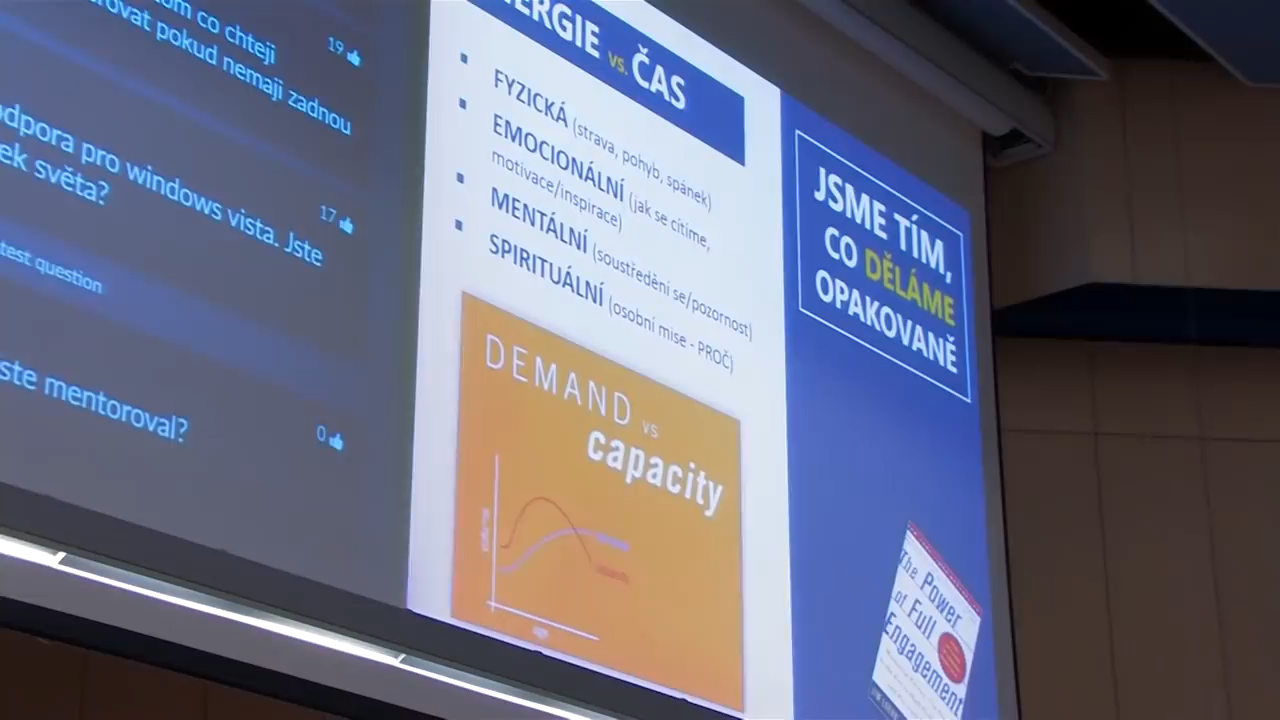 om co chteji
19
rovat pokud nemaji zadnou
dpora pro windows vista. Jste
17
ek světa?
test question
ste mentoroval?
0
ERGIE vs. ČAS
▪ FYZICKÁ (strava, pohyb, spánek)
▪ EMOCIONÁLNÍ (jak se cítíme,
motivace/inspirace)
▪ MENTÁLNÍ (soustředění se/pozornost)
▪ SPIRITUÁLNÍ (osobní mise - PROČ)
DEMAND vs
capacity
JSME TÍM,
CO DĚLÁME
OPAKOVANĚ
The Power
of Full
Engagement